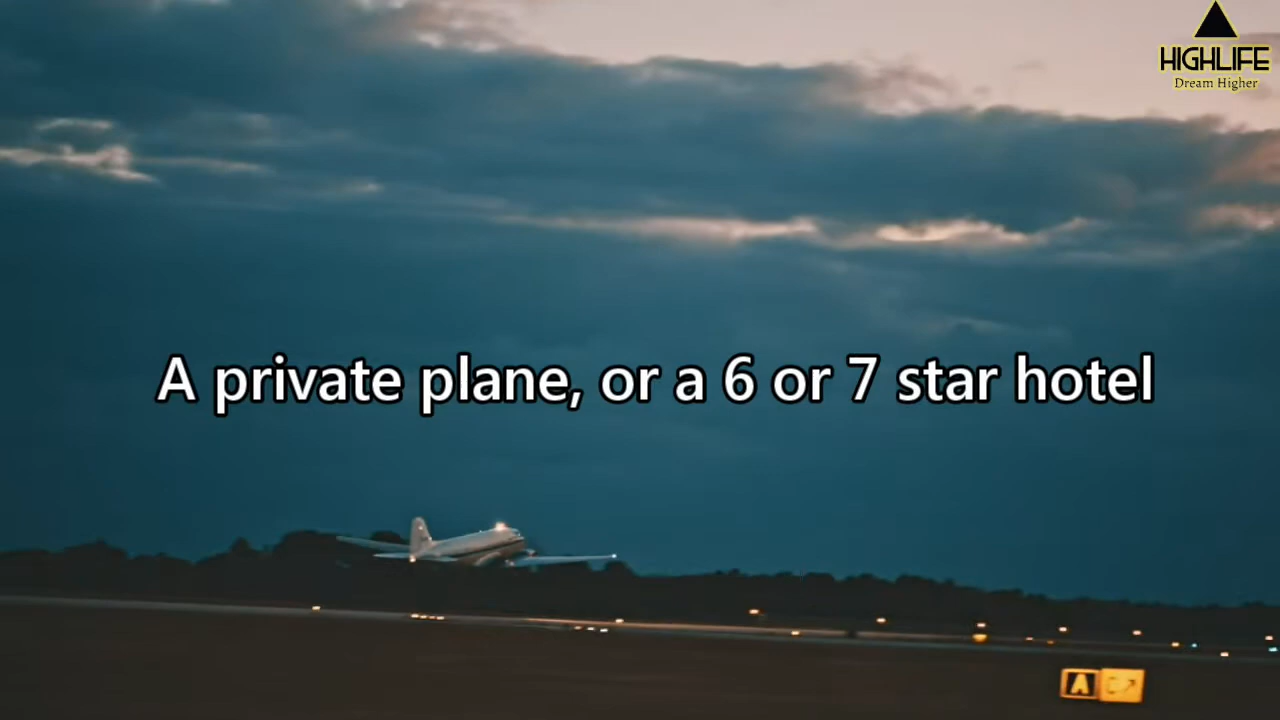 HIGHLIFE
Dream Higher
A private plane, or a 6 or 7 star hotel
A